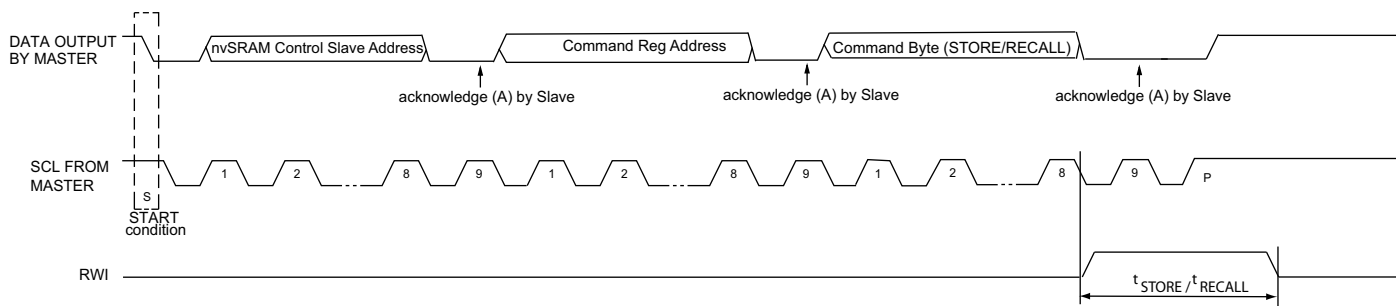 DATA OUTPUT
BY MASTER
nvSRAM Control Slave Address
Command Reg Address
Command Byte (STORE/RECALL)
acknowledge (A) by Slave
acknowledge (A) by Slave
acknowledge (A) by Slave
SCL FROM
MASTER
S
1
2
8
9
1
2
8
9
1
2
8
9
P
START
condition
RWI
t STORE / t RECALL